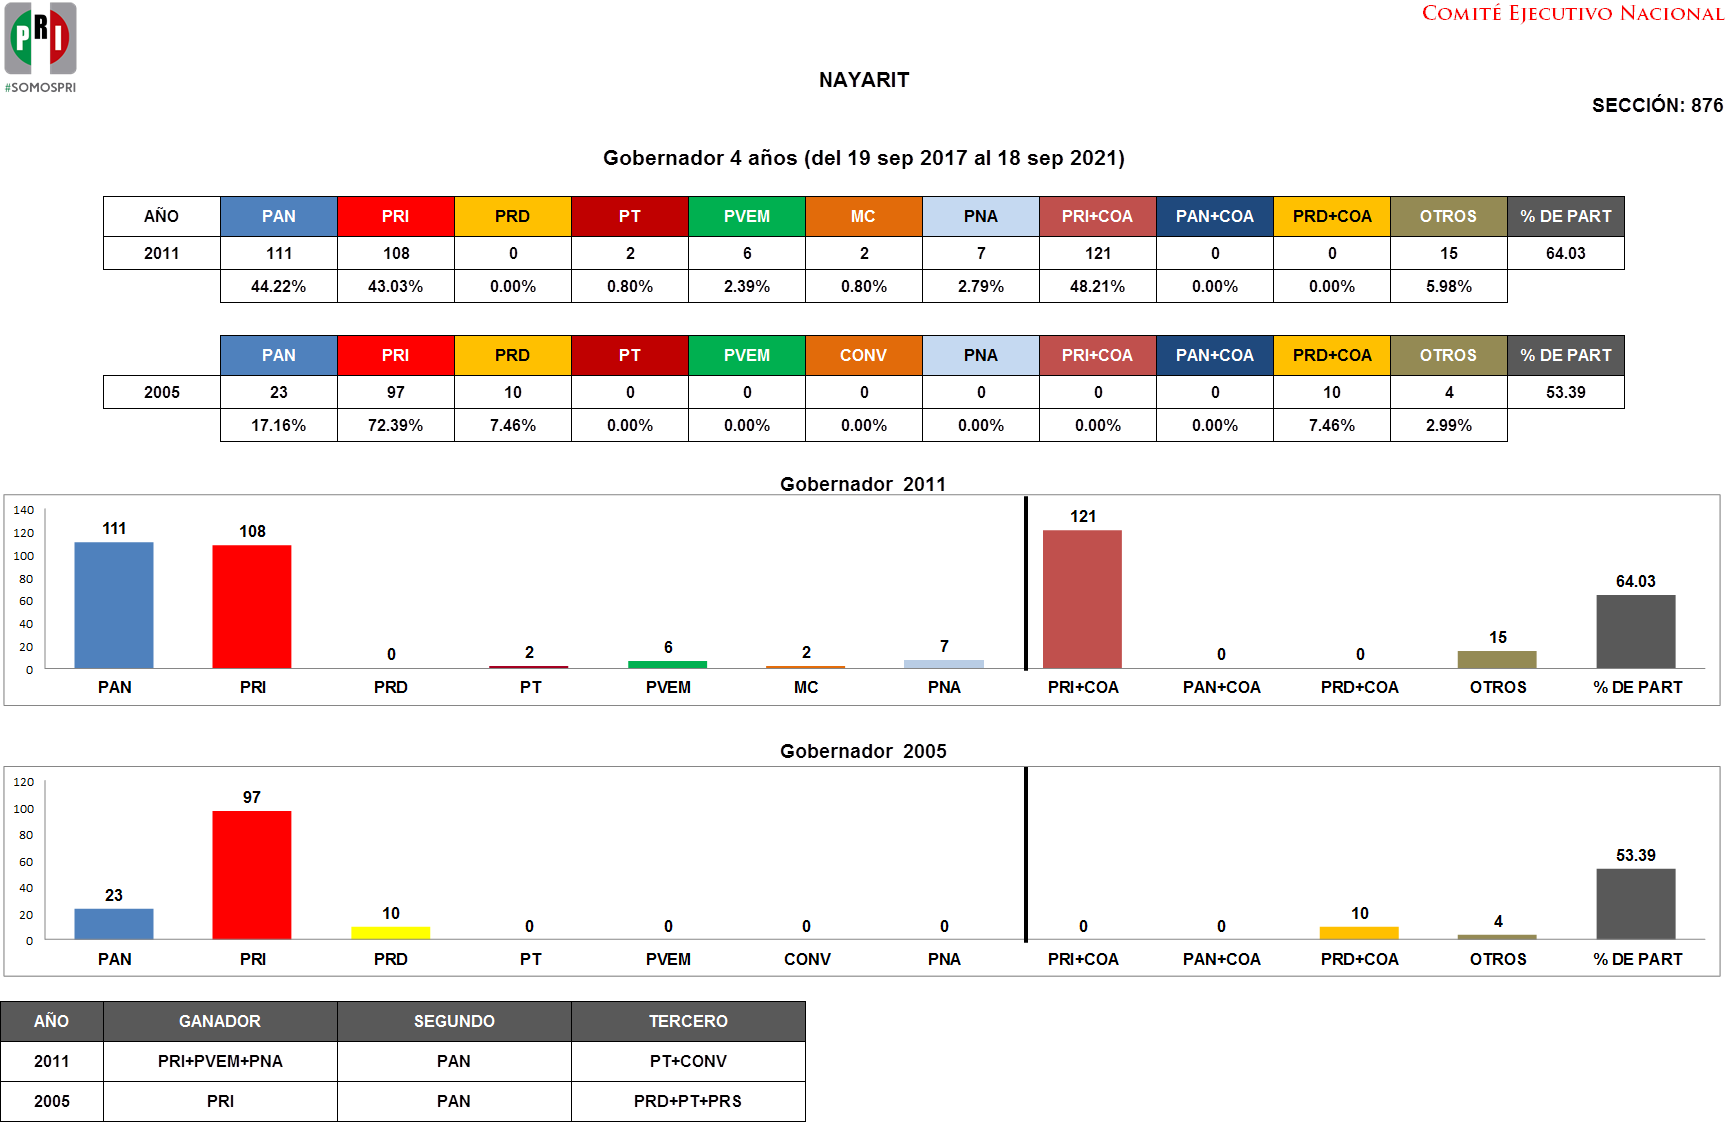 PRI
#SOMOSPRI
COMITÉ EJECUTIVO NACIONAL
NAYARIT
SECCIÓN: 876
Gobernador 4 años (del 19 sep 2017 al 18 sep 2021)
AÑO PAN PRI PRD PT PVEM MC PNA PRI+COA PAN+COA PRD+COA OTROS % DE PART
2011 111 108 0 2 6 2 7 121 0 0 15 64.03
44.22% 43.03% 0.00% 0.80% 2.39% 0.80% 2.79% 48.21% 0.00% 0.00% 5.98%
PAN PRI PRD PT PVEM CONV PNA PRI+COA PAN+COA PRD+COA OTROS % DE PART
2005 23 97 10 0 0 0 0 0 0 10 4 53.39
17.16% 72.39% 7.46% 0.00% 0.00% 0.00% 0.00% 0.00% 0.00% 7.46% 2.99%
Gobernador 2011
140
120
100
80
60
40
20
0
111 108 0 2 6 2 7 121 0 0 15 64.03
PAN PRI PRD PT PVEM MC PNA PRI+COA PAN+COA PRD+COA OTROS % DE PART
Gobernador 2005
120
100
80
60
40
20
0
23 97 10 0 0 0 0 0 0 10 4 53.39
PAN PRI PRD PT PVEM CONV PNA PRI+COA PAN+COA PRD+COA OTROS % DE PART
AÑO GANADOR SEGUNDO TERCERO
2011 PRI+PVEM+PNA PAN PT+CONV
2005 PRI PAN PRD+PT+PRS